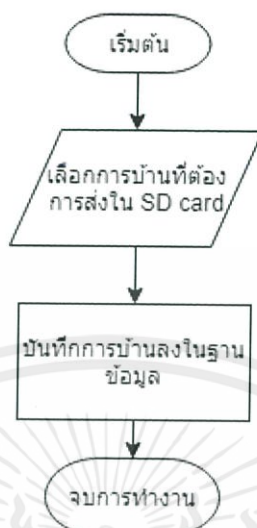 เริ่มต้น
เลือกการบ้านที่ต้อง
การส่งใน SD card
บันทึกการบ้านลงในฐาน
ข้อมูล
จบการทำงาน